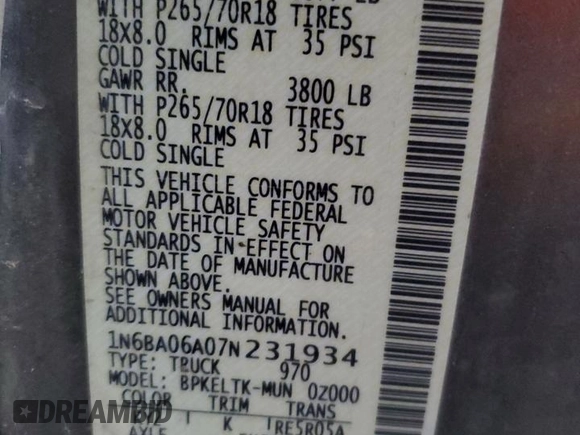 LB
WITH P265/70R18 TIRES
18X8.0 RIMS AT 35 PSI
COLD SINGLE
GAWR RR. 3800 LB
WITH P265/70R18 TIRES
18X8.0 RIMS AT 35 PSI
COLD SINGLE
THIS VEHICLE CONFORMS TO
ALL APPLICABLE FEDERAL
MOTOR VEHICLE SAFETY
STANDARDS IN EFFECT ON
THE DATE OF MANUFACTURE
SHOWN ABOVE.
SEE OWNERS MANUAL FOR
ADDITIONAL INFORMATION.
1N6BA06A07N231934
TYPE: TRUCK 970
MODEL: BPKELTK-MUN 0Z000
COLOR TRIM TRANS
K RE5R05A
AXLE
DREAMBID